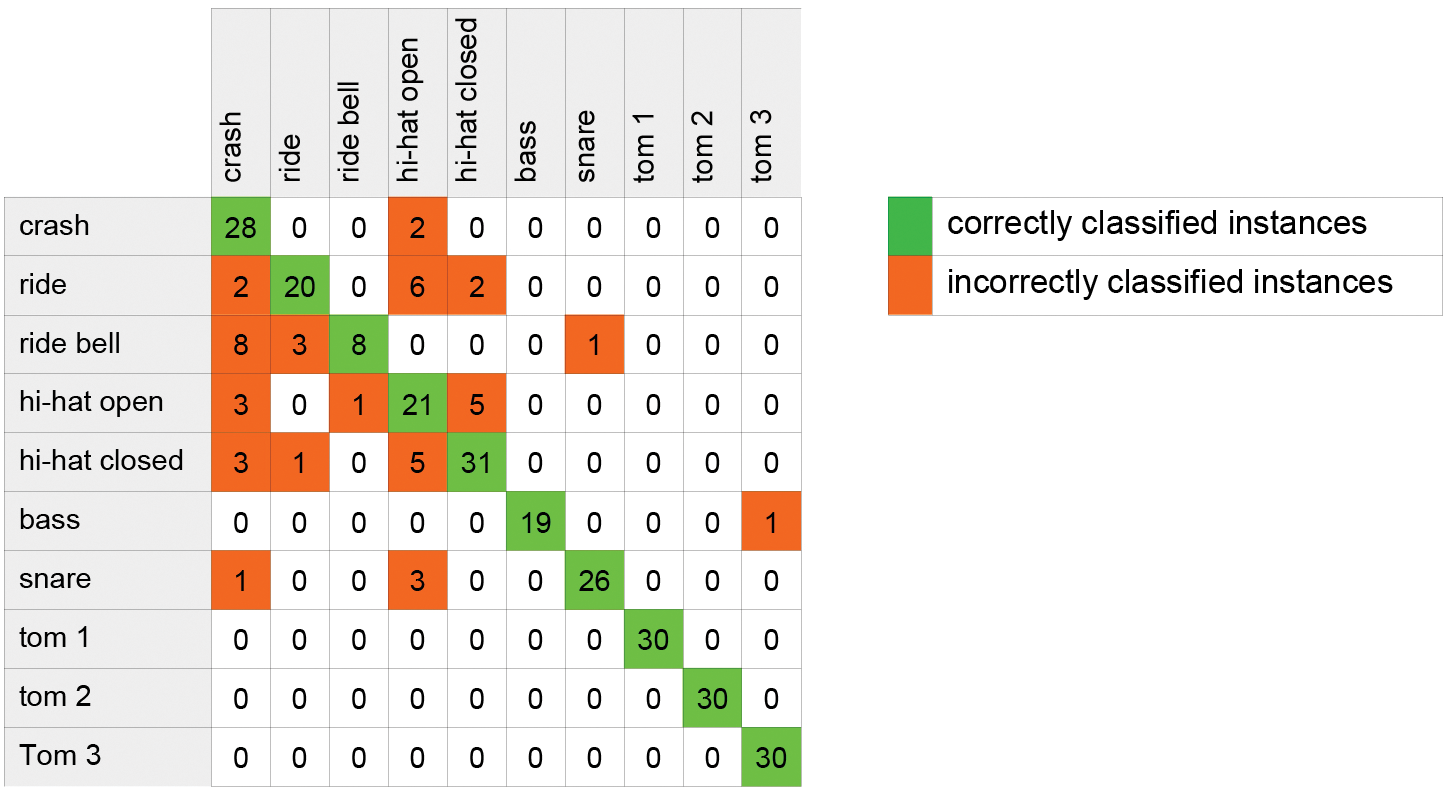 crash ride ride bell hi-hat open hi-hat closed bass snare tom 1 tom 2 tom 3
crash 28 0 0 2 0 0 0 0 0 0
ride 2 20 0 6 2 0 0 0 0 0
ride bell 8 3 8 0 0 0 1 0 0 0
hi-hat open 3 0 1 21 5 0 0 0 0 0
hi-hat closed 3 1 0 5 31 0 0 0 0 0
bass 0 0 0 0 0 19 0 0 0 1
snare 1 0 0 3 0 0 26 0 0 0
tom 1 0 0 0 0 0 0 0 30 0 0
tom 2 0 0 0 0 0 0 0 0 30 0
Tom 3 0 0 0 0 0 0 0 0 0 30
correctly classified instances
incorrectly classified instances